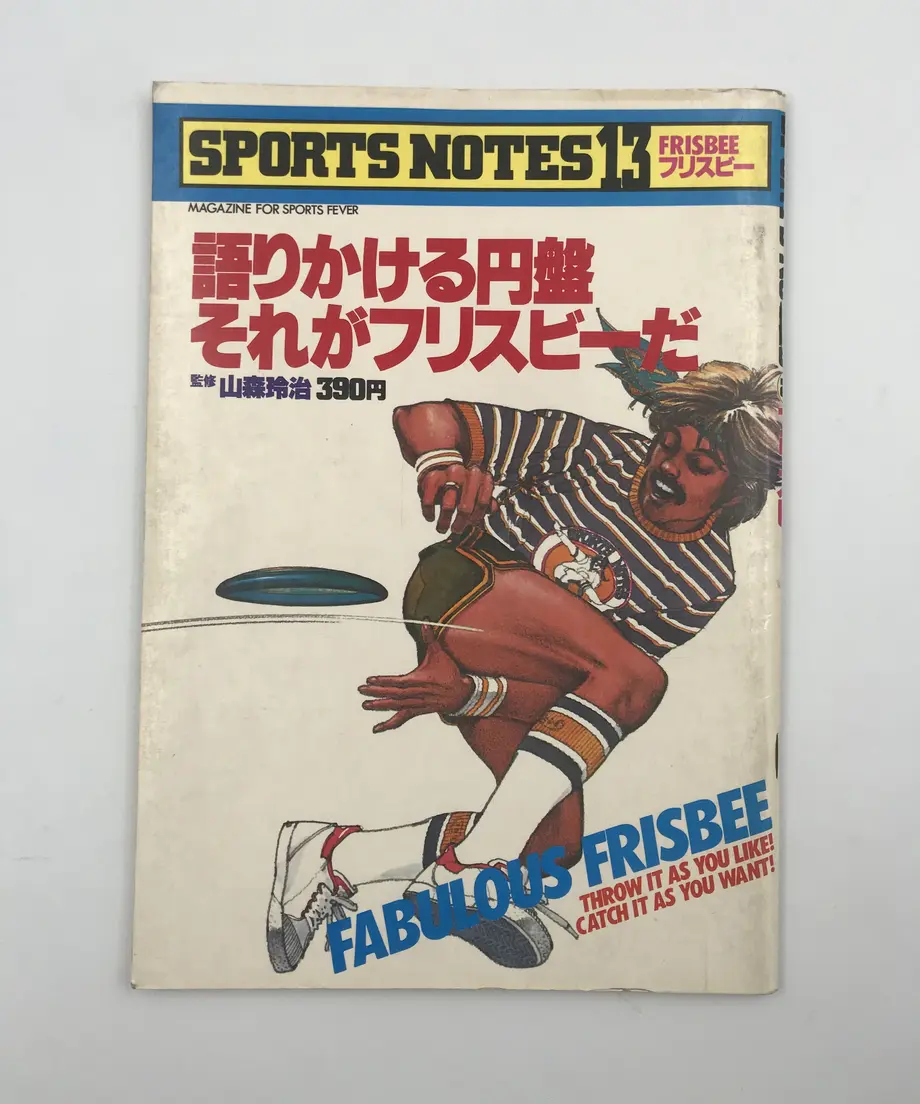 SPORTS NOTES 13
FRISBEE
フリスビー
MAGAZINE FOR SPORTS FEVER
語りかける円盤
それがフリスビーだ
監修 山森玲治 390円
FABULOUS FRISBEE
THROW IT AS YOU LIKE!
CATCH IT AS YOU WANT!